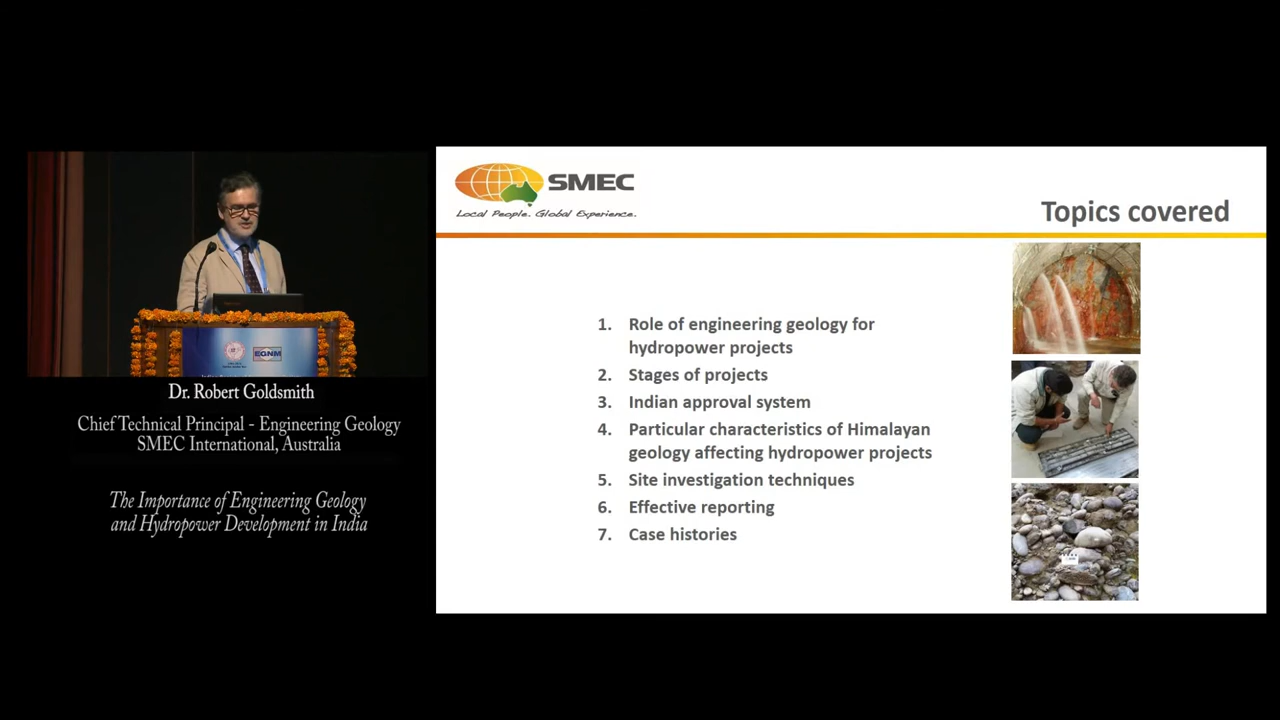 SMEC
Local People. Global Experience.
Topics covered
1. Role of engineering geology for
hydropower projects
2. Stages of projects
3. Indian approval system
4. Particular characteristics of Himalayan
geology affecting hydropower projects
5. Site investigation techniques
6. Effective reporting
7. Case histories
EGNM
Dr. Robert Goldsmith
Chief Technical Principal - Engineering Geology
SMEC International, Australia
The Importance of Engineering Geology
and Hydropower Development in India